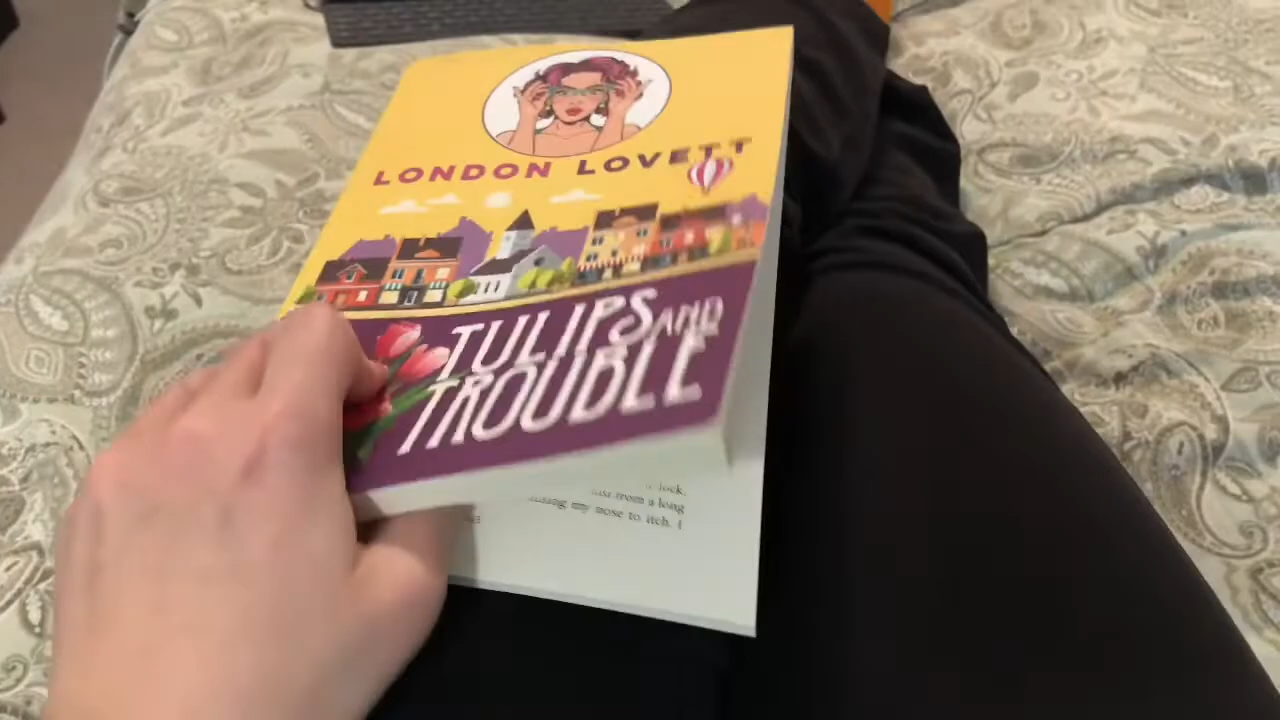 LONDON LOVETT
TULIPS AND
TROUBLE
lock.
from a long
my nose to itch. I